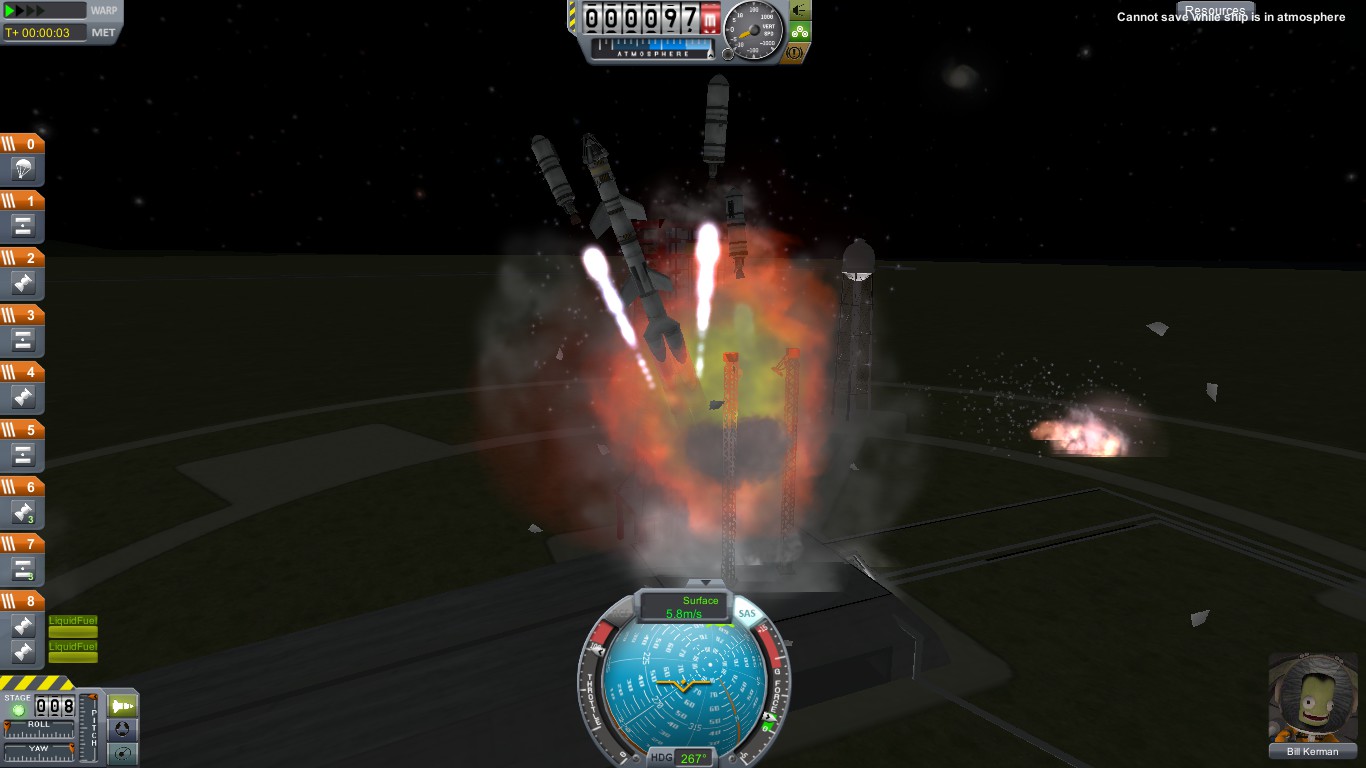 WARP
T+ 00:00:03 MET
000097 m
ATMOSPHERE
Resources
Cannot save while ship is in atmosphere
0
1
2
3
4
5
6
3
7
3
8
LiquidFuel
LiquidFuel
STAGE
008
ROLL
YAW
PITCH
Surface
5.8m/s
SAS
THROTTLE
G FORCE
HDG 267°
Bill Kerman